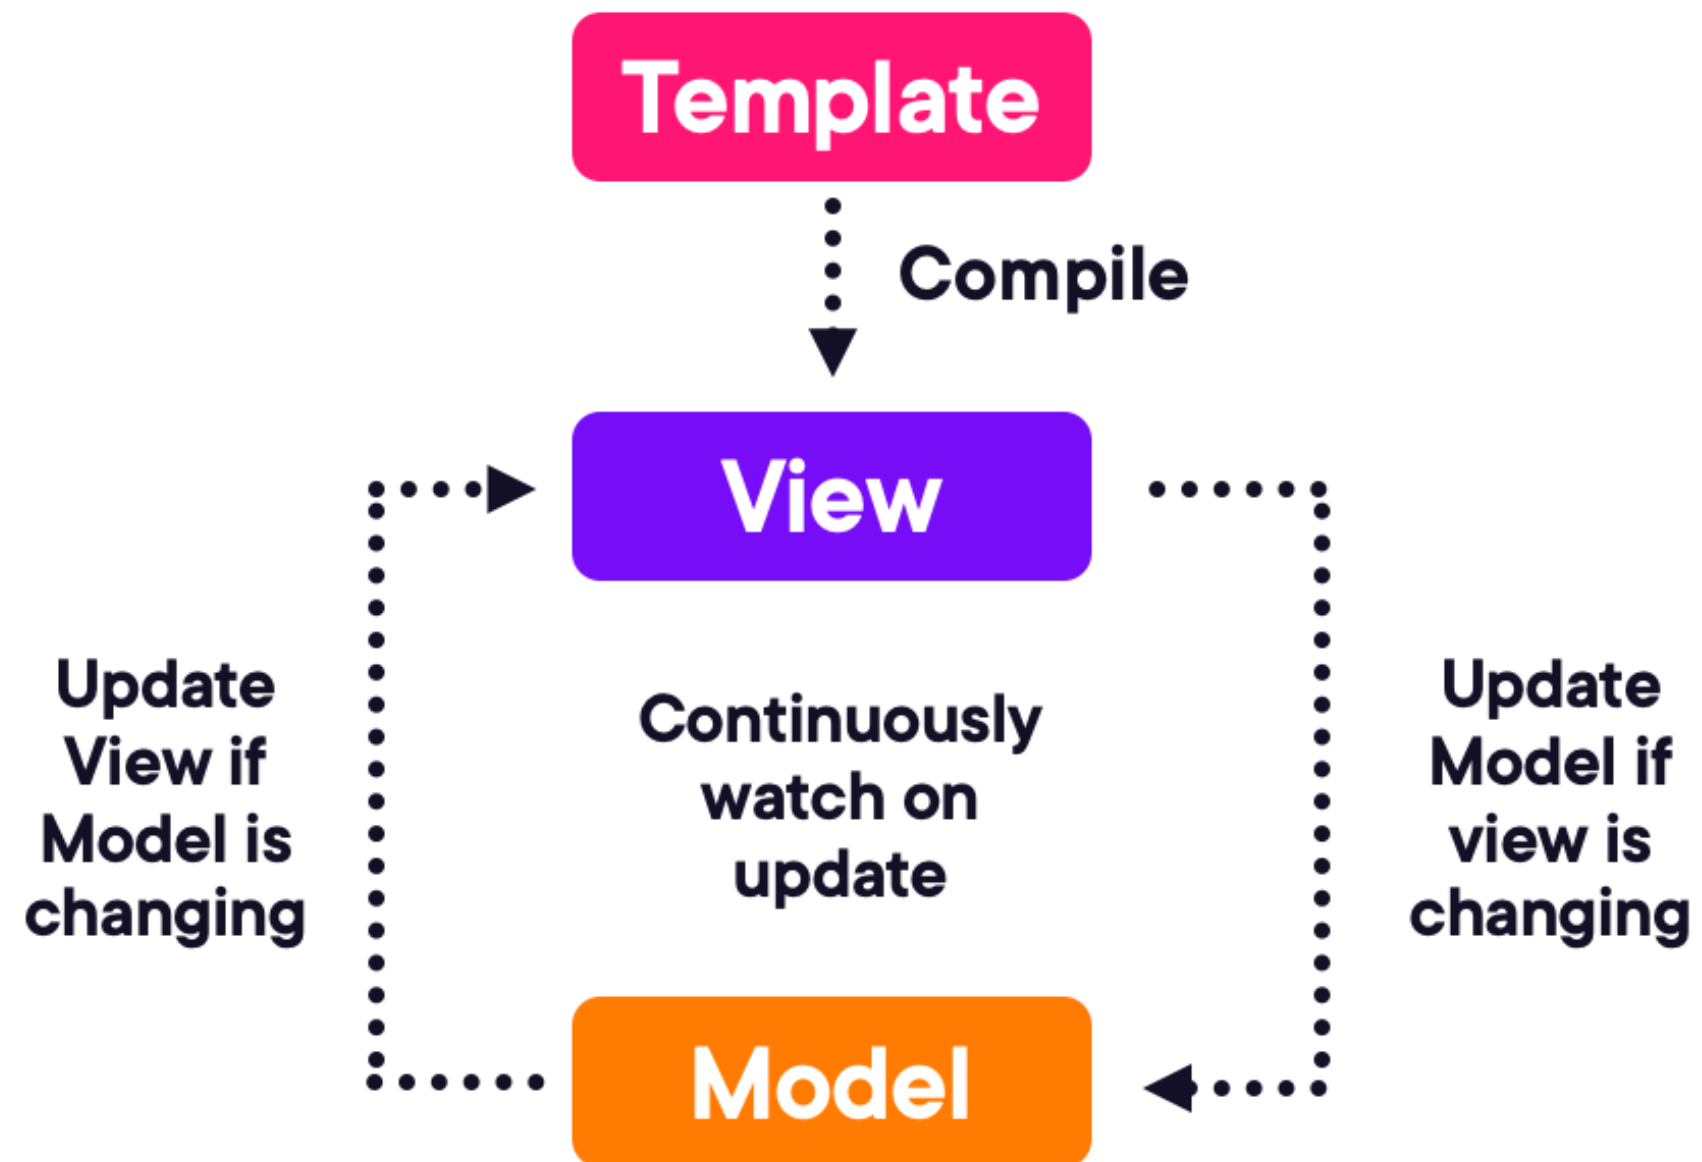 Template
Compile
View
Update
View if
Model is
changing
Continuously
watch on
update
Update
Model if
view is
changing
Model